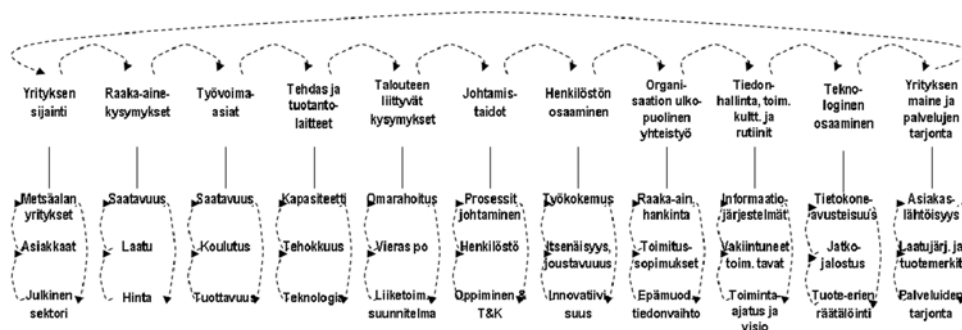 Yrityksen
sijainti
Raaka-aine-
kysymykset
Työvoima-
asiat
Tehdas ja
tuotanto-
laitteet
Talouteen
liittyvät
kysymykset
Johtamis-
taidot
Henkilöstön
osaaminen
Organi-
saation ulko-
puolinen
yhteistyö
Tiedon-
hallinta, toim.
kultt. ja
rutiinit
Tekno-
loginen
osaaminen
Yrityksen
maine ja
palvelujen
tarjonta
Metsäalan
yritykset
Asiakkaat
Julkinen
sektori
Saatavuus
Laatu
Hinta
Saatavuus
Koulutus
Tuottavuus
Kapasiteetti
Tehokkuus
Teknologia
Omarahoitus
Vieras po
Liiketoim.
suunnitelma
Prosessit
johtaminen
Henkilöstö
Oppiminen &
T&K
Työkokemus
Itsenäisyys,
joustavuuus
Innovatiivi
suus
Raaka-ain.
hankinta
Toimitus-
sopimukset
Epämuod.
tiedonvaihto
Informaatio-
järjestelmät
Vakiintuneet
toim. tavat
Toiminta-
ajatus ja
visio
Tietokone-
avusteisuus
Jatko-
jalostus
Tuote-erien
räätälöinti
Asiakas-
lähtöisyys
Laatujärj. ja
tuotemerkit
Palveluiden
tarjonta